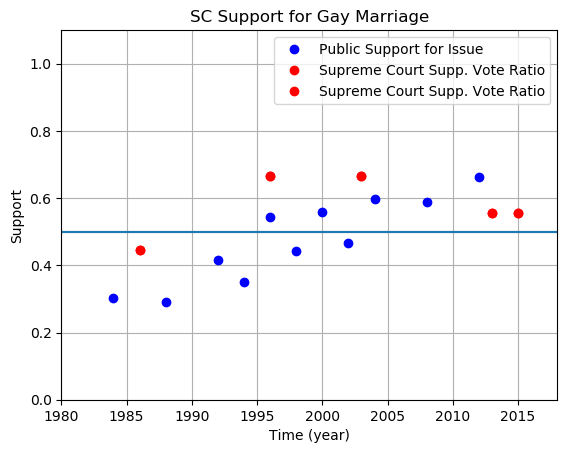 SC Support for Gay Marriage
Public Support for Issue
Supreme Court Supp. Vote Ratio
Supreme Court Supp. Vote Ratio
1.0
0.8
0.6
0.4
0.2
0.0
Support
1980 1985 1990 1995 2000 2005 2010 2015
Time (year)